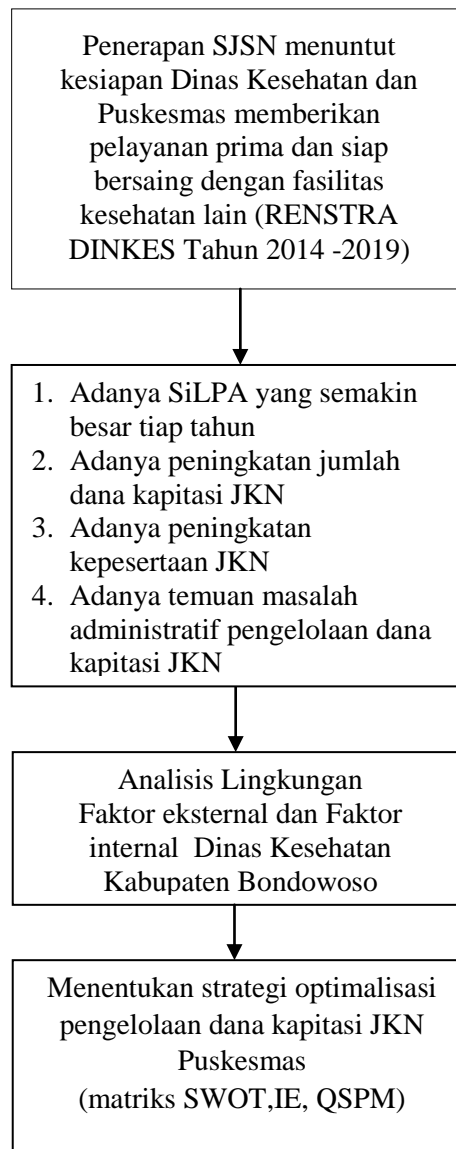 Penerapan SJSN menuntut
kesiapan Dinas Kesehatan dan
Puskesmas memberikan
pelayanan prima dan siap
bersaing dengan fasilitas
kesehatan lain (RENSTRA
DINKES Tahun 2014 -2019)
1. Adanya SiLPA yang semakin
besar tiap tahun
2. Adanya peningkatan jumlah
dana kapitasi JKN
3. Adanya peningkatan
kepesertaan JKN
4. Adanya temuan masalah
administratif pengelolaan dana
kapitasi JKN
Analisis Lingkungan
Faktor eksternal dan Faktor
internal Dinas Kesehatan
Kabupaten Bondowoso
Menentukan strategi optimalisasi
pengelolaan dana kapitasi JKN
Puskesmas
(matriks SWOT,IE, QSPM)